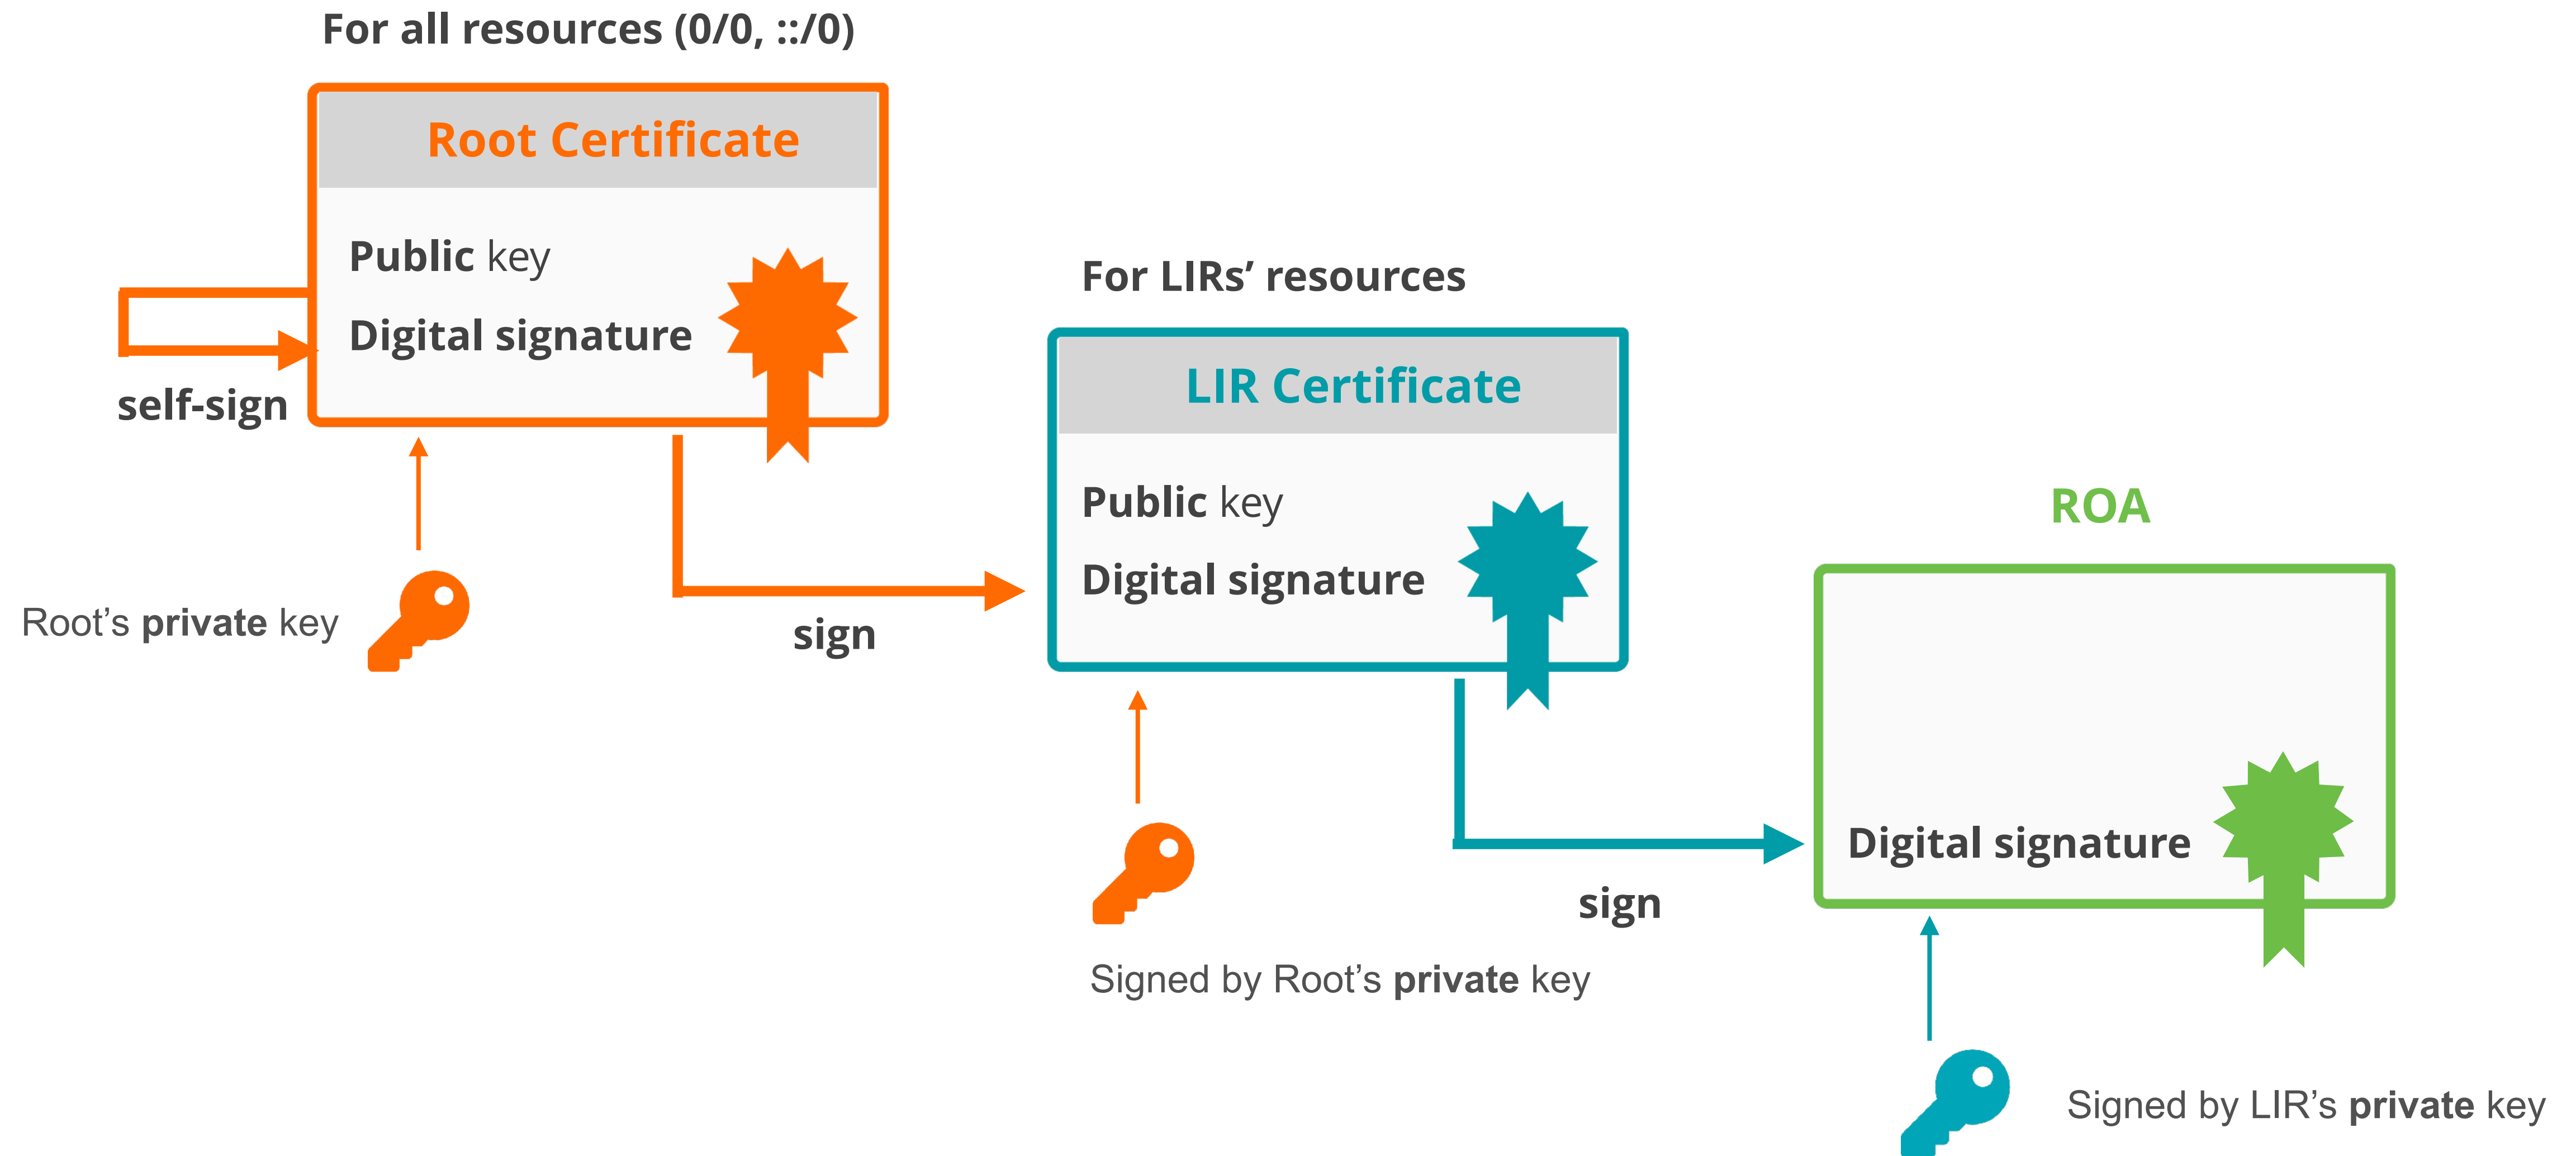 For all resources (0/0, ::/0)
Root Certificate
Public key
Digital signature
self-sign
Root’s private key
sign
For LIRs’ resources
LIR Certificate
Public key
Digital signature
Signed by Root’s private key
sign
ROA
Digital signature
Signed by LIR’s private key